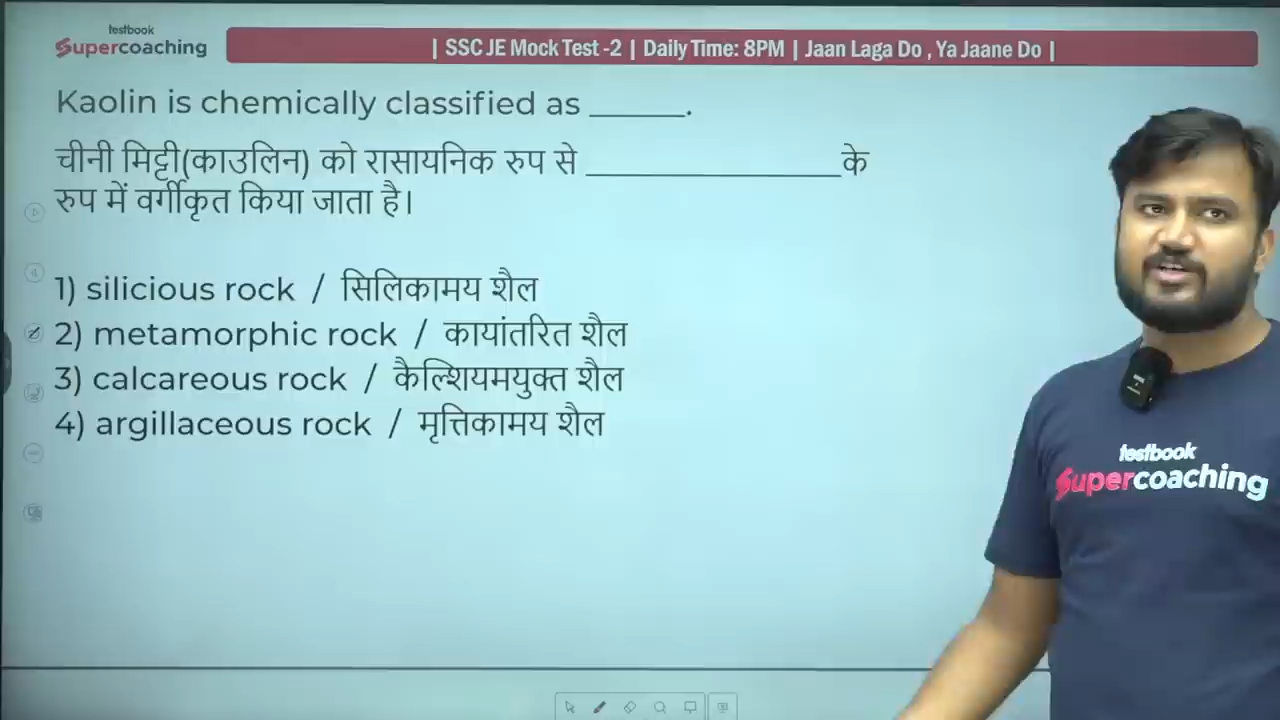 testbook
Supercoaching
| SSC JE Mock Test -2 | Daily Time: 8PM | Jaan Laga Do , Ya Jaane Do |
Kaolin is chemically classified as ______.
चीनी मिट्टी(काउलिन) को रासायनिक रुप से ________________के
रुप में वर्गीकृत किया जाता है।
1) silicious rock / सिलिकामय शैल
2) metamorphic rock / कायांतरित शैल
3) calcareous rock / कैल्शियमयुक्त शैल
4) argillaceous rock / मृत्तिकामय शैल
testbook
Supercoaching